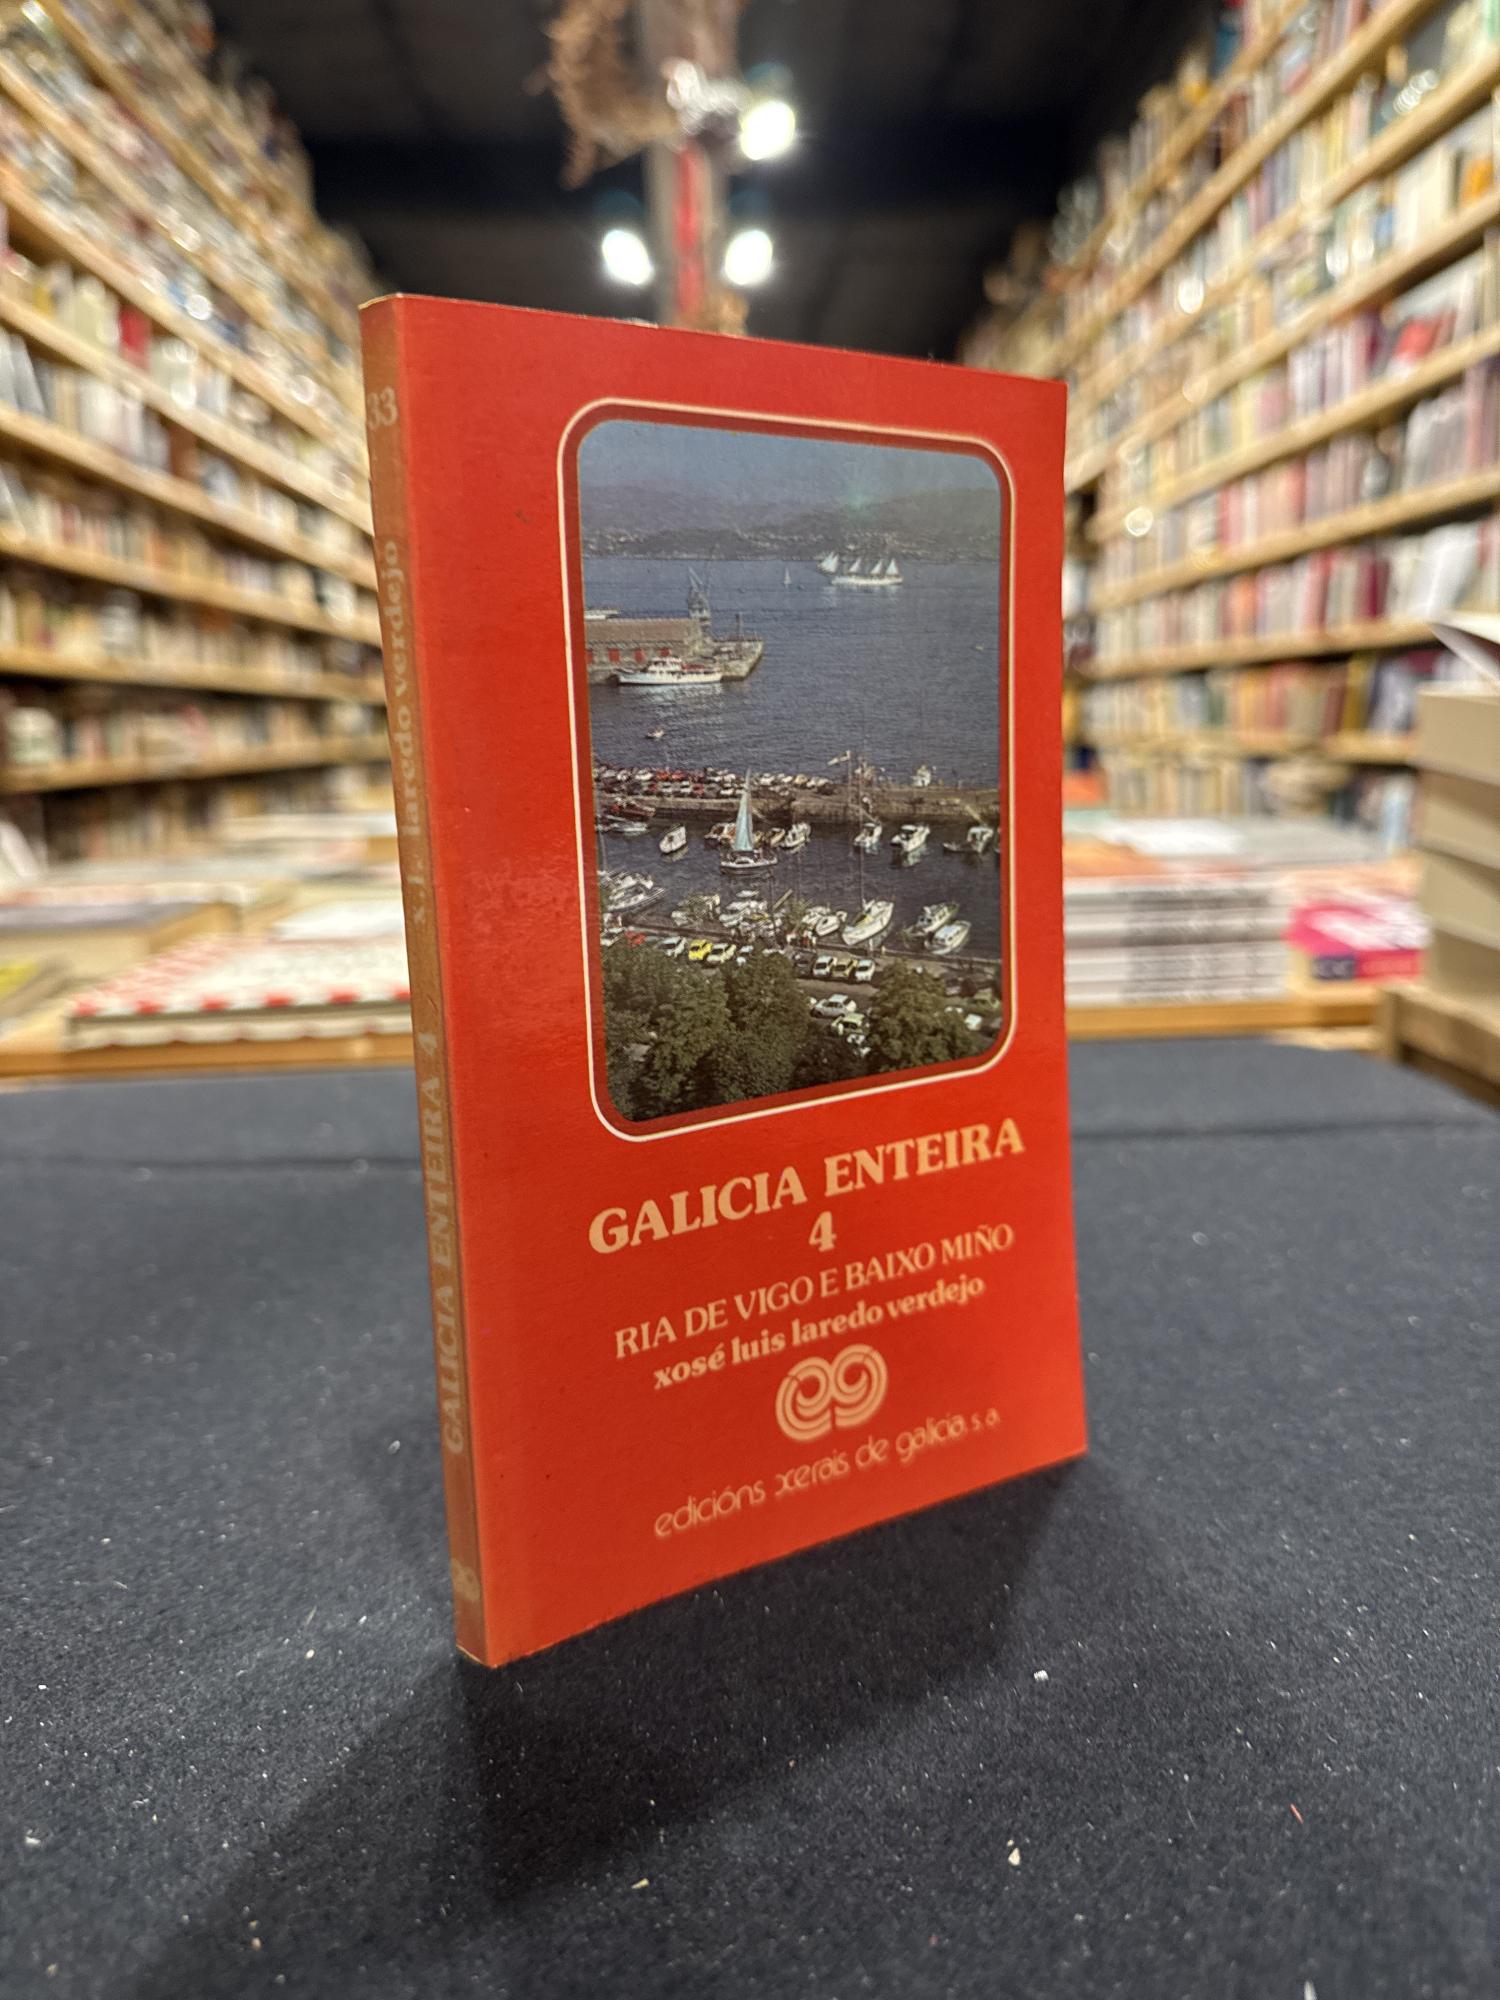 GALICIA ENTEIRA
4
RIA DE VIGO E BAIXO MIÑO
xosé luis laredo verdejo
edicións xerais de galicia, s. a.
33
x. l. laredo verdejo
GALICIA ENTEIRA 4